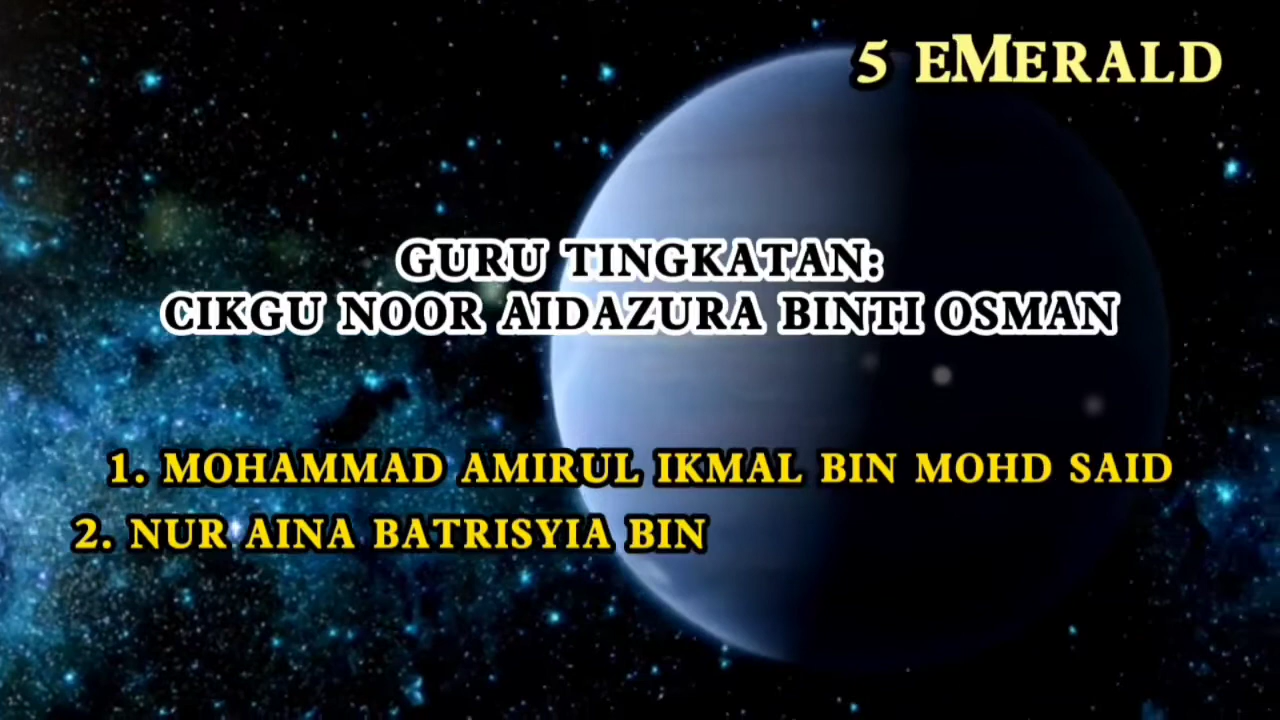 5 EMERALD
GURU TINGKATAN:
CIKGU NOOR AIDAZURA BINTI OSMAN
1. MOHAMMAD AMIRUL IKMAL BIN MOHD SAID
2. NUR AINA BATRISYIA BIN